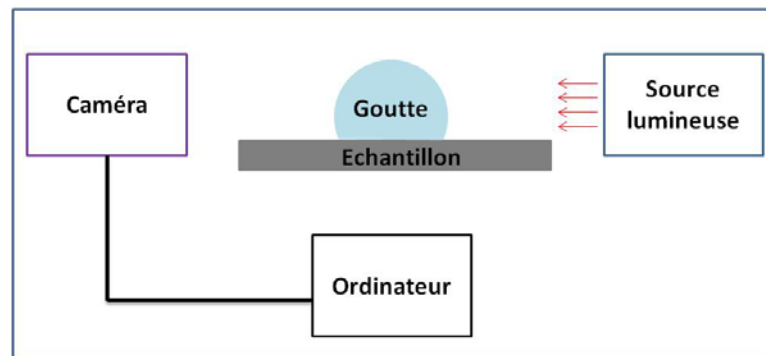 Caméra
Goutte
Source
lumineuse
Echantillon
Ordinateur